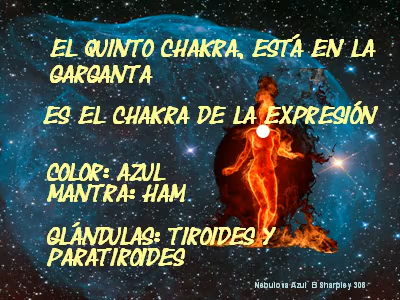 EL QUINTO CHAKRA, ESTÁ EN LA
GARGANTA
ES EL CHAKRA DE LA EXPRESIÓN
COLOR: AZUL
MANTRA: HAM
GLÁNDULAS: TIROIDES Y
PARATIROIDES
Nebulosa Azul El Sharpley 308